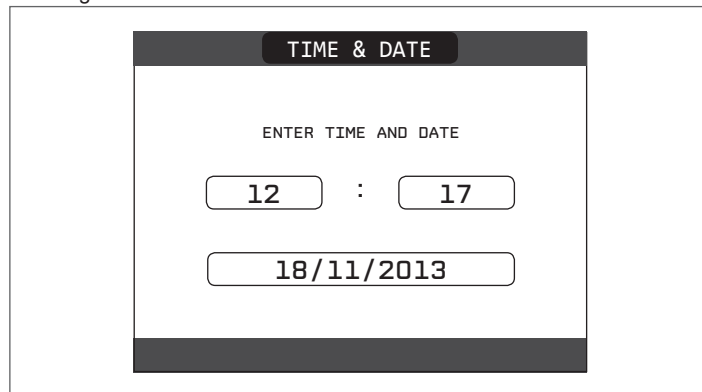 TIME & DATE
ENTER TIME AND DATE
12 : 17
18/11/2013